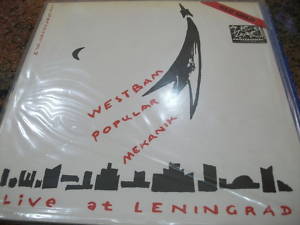 WESTBAM
POPULAR
MEKANIK
Live at LENINGRAD